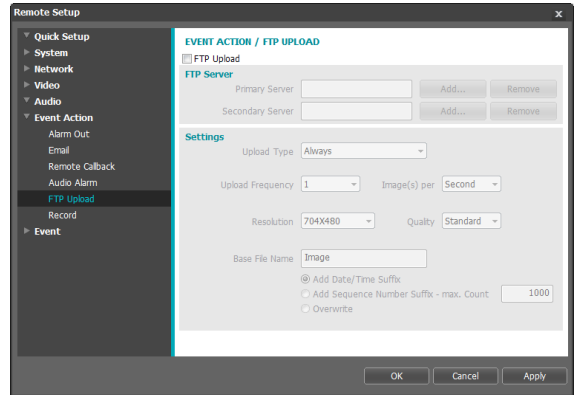 Remote Setup x
Quick Setup
System
Network
Video
Audio
Event Action
Alarm Out
Email
Remote Callback
Audio Alarm
FTP Upload
Record
Event
EVENT ACTION / FTP UPLOAD
FTP Upload
FTP Server
Primary Server Add... Remove
Secondary Server Add... Remove
Settings
Upload Type Always
Upload Frequency 1 Image(s) per Second
Resolution 704X480 Quality Standard
Base File Name Image
Add Date/Time Suffix
Add Sequence Number Suffix - max. Count 1000
Overwrite
OK Cancel Apply